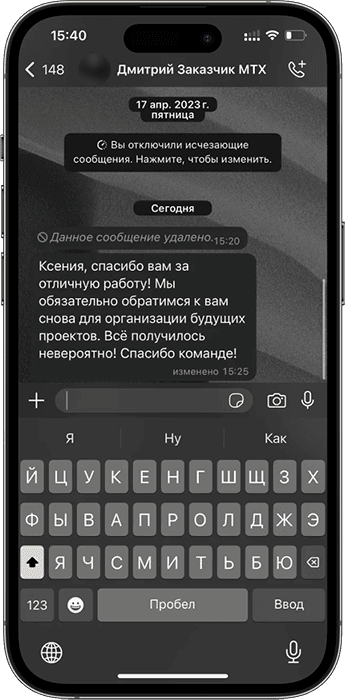 15:40
148
Дмитрий Заказчик МТХ
17 апр. 2023 г.
пятница
Вы отключили исчезающие
сообщения. Нажмите, чтобы изменить.
Сегодня
Данное сообщение удалено. 15:20
Ксения, спасибо вам за
отличную работу! Мы
обязательно обратимся к вам
снова для организации будущих
проектов. Всё получилось
невероятно! Спасибо команде!
изменено 15:25
Я Ну Как
Й Ц У К Е Н Г Ш Щ З Х
Ф Ы В А П Р О Л Д Ж Э
Я Ч С М И Т Ь Б Ю
123 Пробел Ввод